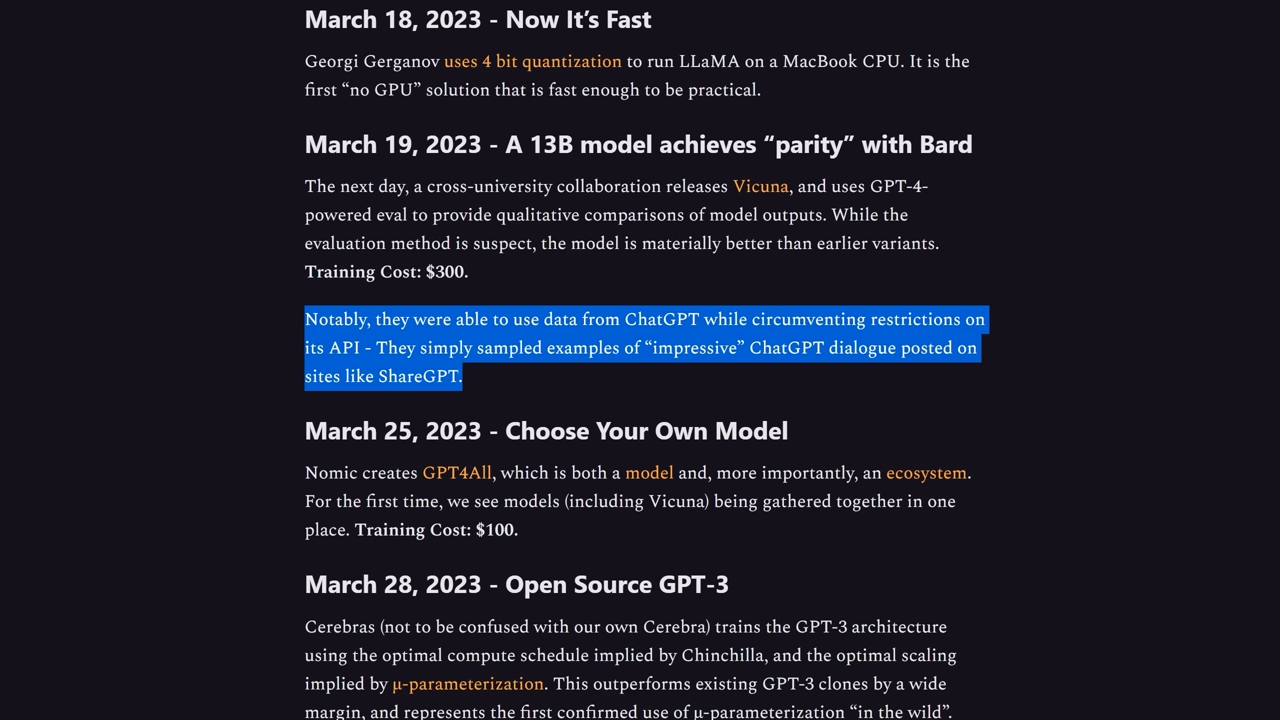 March 18, 2023 - Now It’s Fast
Georgi Gerganov uses 4 bit quantization to run LLaMA on a MacBook CPU. It is the
first “no GPU” solution that is fast enough to be practical.
March 19, 2023 - A 13B model achieves “parity” with Bard
The next day, a cross-university collaboration releases Vicuna, and uses GPT-4-
powered eval to provide qualitative comparisons of model outputs. While the
evaluation method is suspect, the model is materially better than earlier variants.
Training Cost: $300.
Notably, they were able to use data from ChatGPT while circumventing restrictions on
its API - They simply sampled examples of “impressive” ChatGPT dialogue posted on
sites like ShareGPT.
March 25, 2023 - Choose Your Own Model
Nomic creates GPT4All, which is both a model and, more importantly, an ecosystem.
For the first time, we see models (including Vicuna) being gathered together in one
place. Training Cost: $100.
March 28, 2023 - Open Source GPT-3
Cerebras (not to be confused with our own Cerebra) trains the GPT-3 architecture
using the optimal compute schedule implied by Chinchilla, and the optimal scaling
implied by μ-parameterization. This outperforms existing GPT-3 clones by a wide
margin, and represents the first confirmed use of μ-parameterization “in the wild”.